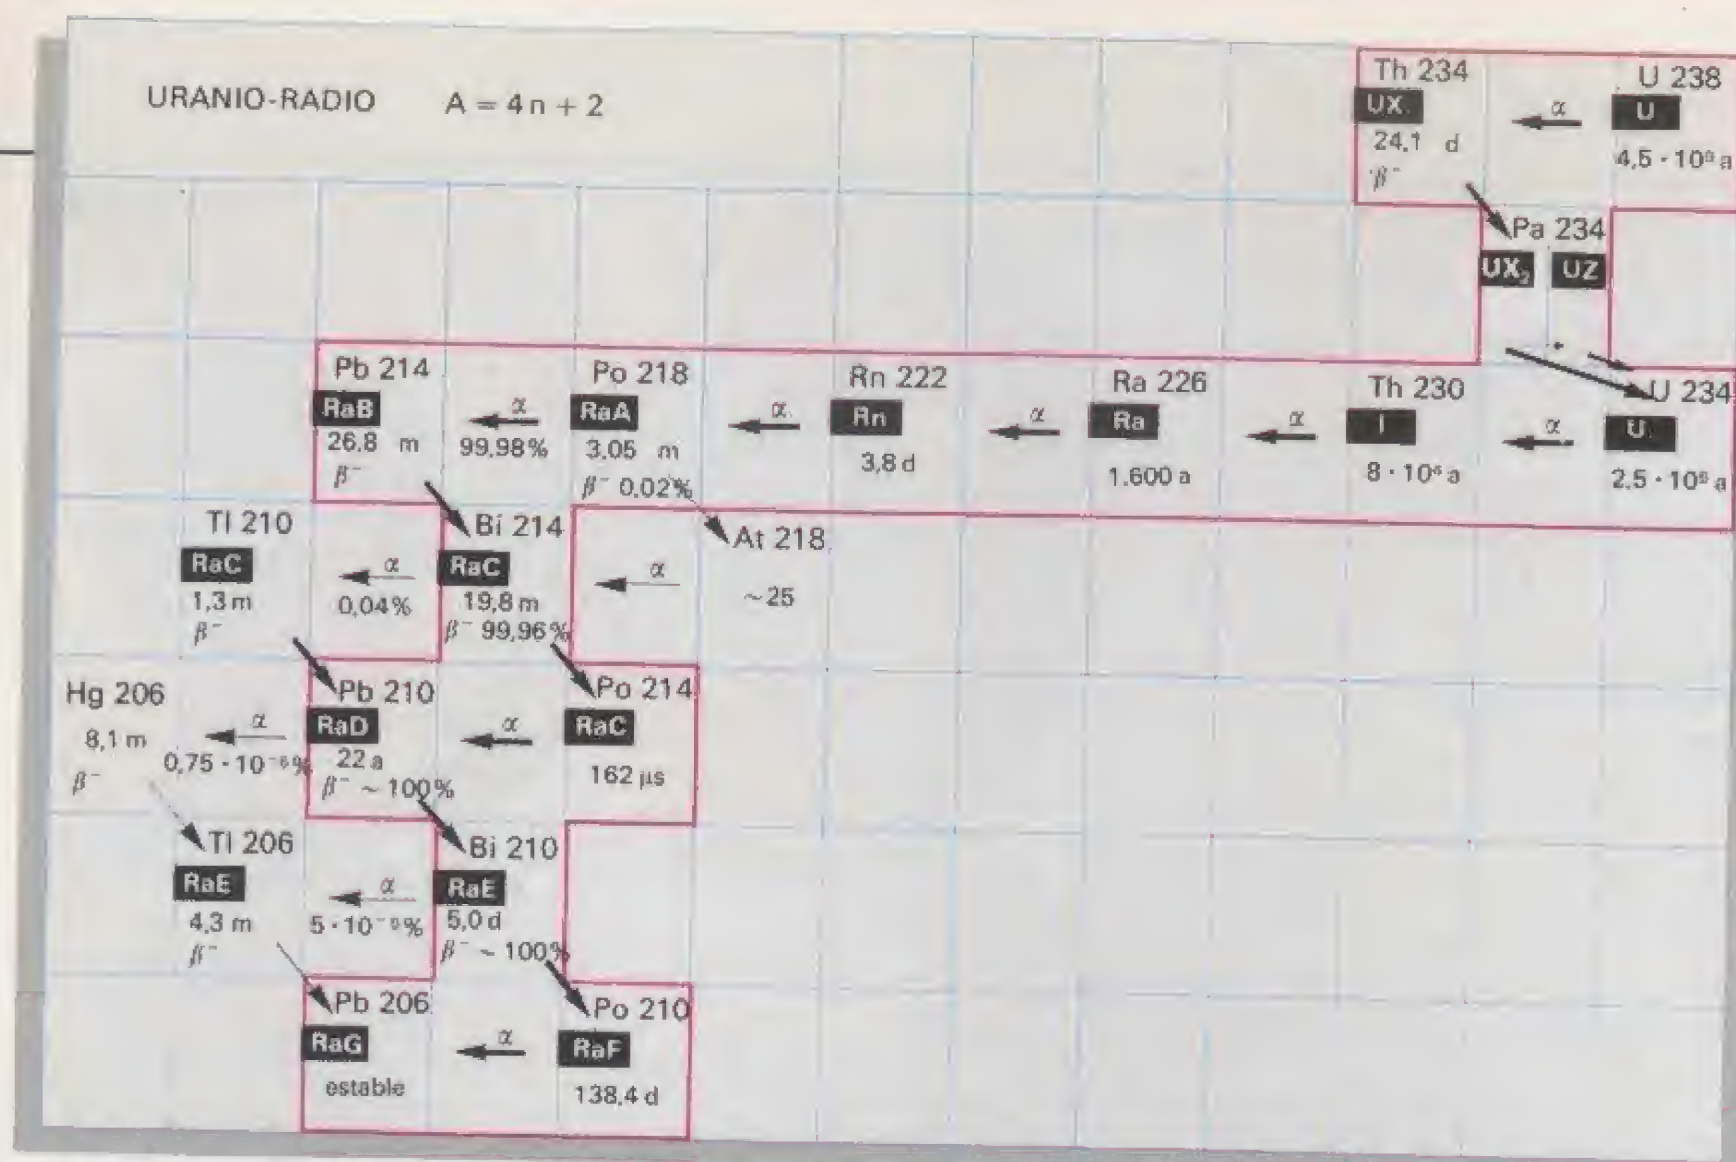 URANIO-RADIO A = 4 n + 2
Th 234
UX
24,1 d
β⁻
α
U 238
U
4,5 · 10⁹ a
Pa 234
UX₂ UZ
Pb 214
RaB
26,8 m
β⁻
α
99,98%
Po 218
RaA
3,05 m
β⁻ 0,02%
α
Rn 222
Rn
3,8 d
α
Ra 226
Ra
1.600 a
α
Th 230
I
α
U 234
U
2,5 · 10⁵ a
Tl 210
RaC
1,3 m
β⁻
α
0,04%
Bi 214
RaC
19,8 m
β⁻ 99,96%
α
At 218
~25
Hg 206
8,1 m
β⁻
α
Pb 210
RaD
22 a
β⁻ ~ 100%
α
Po 214
RaC
162 µs
Tl 206
RaE
4,3 m
β⁻
α
Bi 210
RaE
5,0 d
β⁻ ~ 100%
Pb 206
RaG
estable
α
Po 210
RaF
138,4 d